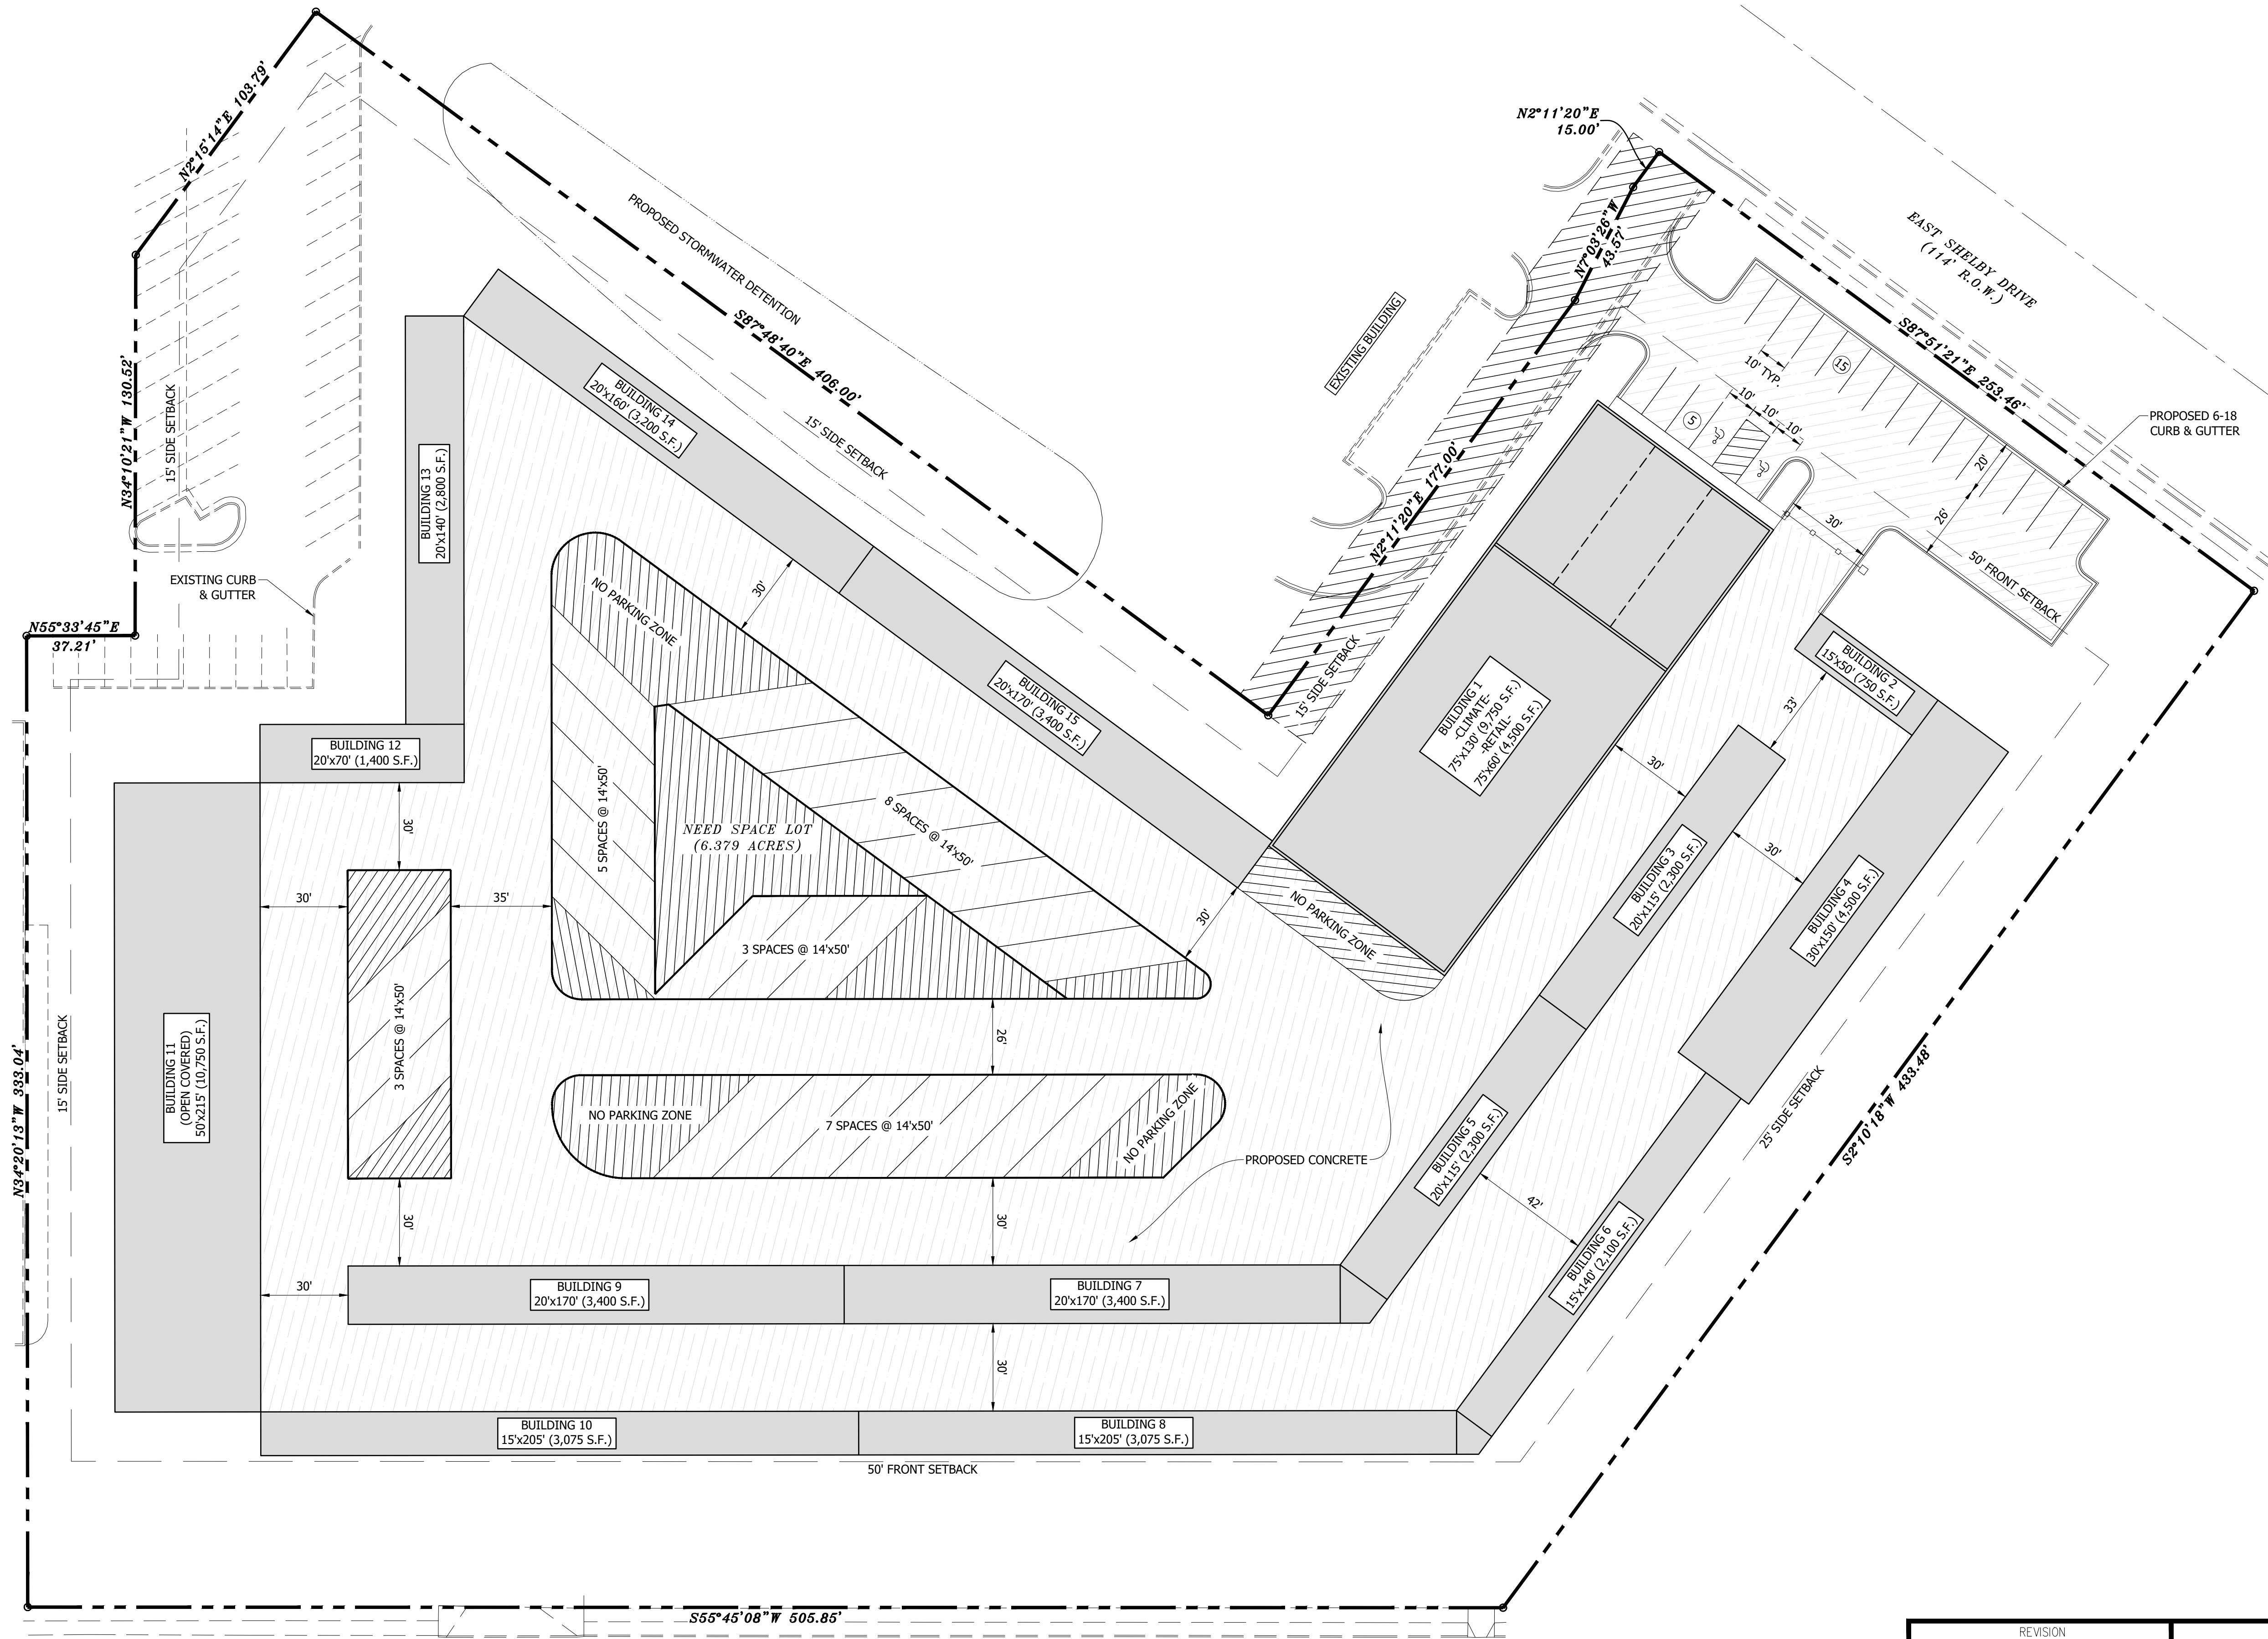 N2°15'14"E 103.79'
N34°10'21"W 130.52'
15' SIDE SETBACK
EXISTING CURB
& GUTTER
N55°33'45"E
37.21'
N34°20'13"W 333.04'
15' SIDE SETBACK
PROPOSED STORMWATER DETENTION
S87°48'40"E 406.00'
15' SIDE SETBACK
BUILDING 14
20'x160' (3,200 S.F.)
BUILDING 13
20'x140' (2,800 S.F.)
BUILDING 12
20'x70' (1,400 S.F.)
BUILDING 11
(OPEN COVERED)
50'x215' (10,750 S.F.)
BUILDING 15
20'x170' (3,400 S.F.)
N2°11'20"E
15.00'
N7°03'26"W
43.57'
EXISTING BUILDING
N2°11'20"E 177.00'
15' SIDE SETBACK
EAST SHELBY DRIVE
(114' R.O.W.)
S87°51'21"E 253.46'
PROPOSED 6-18
CURB & GUTTER
10' TYP.
15
5
10'
10'
10'
20'
26'
30'
50' FRONT SETBACK
BUILDING 1
-CLIMATE-
75'x130' (9,750 S.F.)
-RETAIL-
75'x60' (4,500 S.F.)
BUILDING 2
15'x50' (750 S.F.)
33'
30'
30'
BUILDING 3
20'x115' (2,300 S.F.)
BUILDING 4
30'x150' (4,500 S.F.)
BUILDING 5
20'x115' (2,300 S.F.)
42'
BUILDING 6
15'x140' (2,100 S.F.)
25' SIDE SETBACK
S2°10'18"W 433.48'
NO PARKING ZONE
30'
5 SPACES @ 14'x50'
NEED SPACE LOT
(6.379 ACRES)
8 SPACES @ 14'x50'
3 SPACES @ 14'x50'
30'
NO PARKING ZONE
30'
30'
35'
3 SPACES @ 14'x50'
26'
NO PARKING ZONE
7 SPACES @ 14'x50'
NO PARKING ZONE
PROPOSED CONCRETE
30'
30'
30'
BUILDING 9
20'x170' (3,400 S.F.)
BUILDING 7
20'x170' (3,400 S.F.)
30'
BUILDING 10
15'x205' (3,075 S.F.)
BUILDING 8
15'x205' (3,075 S.F.)
50' FRONT SETBACK
S55°45'08"W 505.85'
REVISION